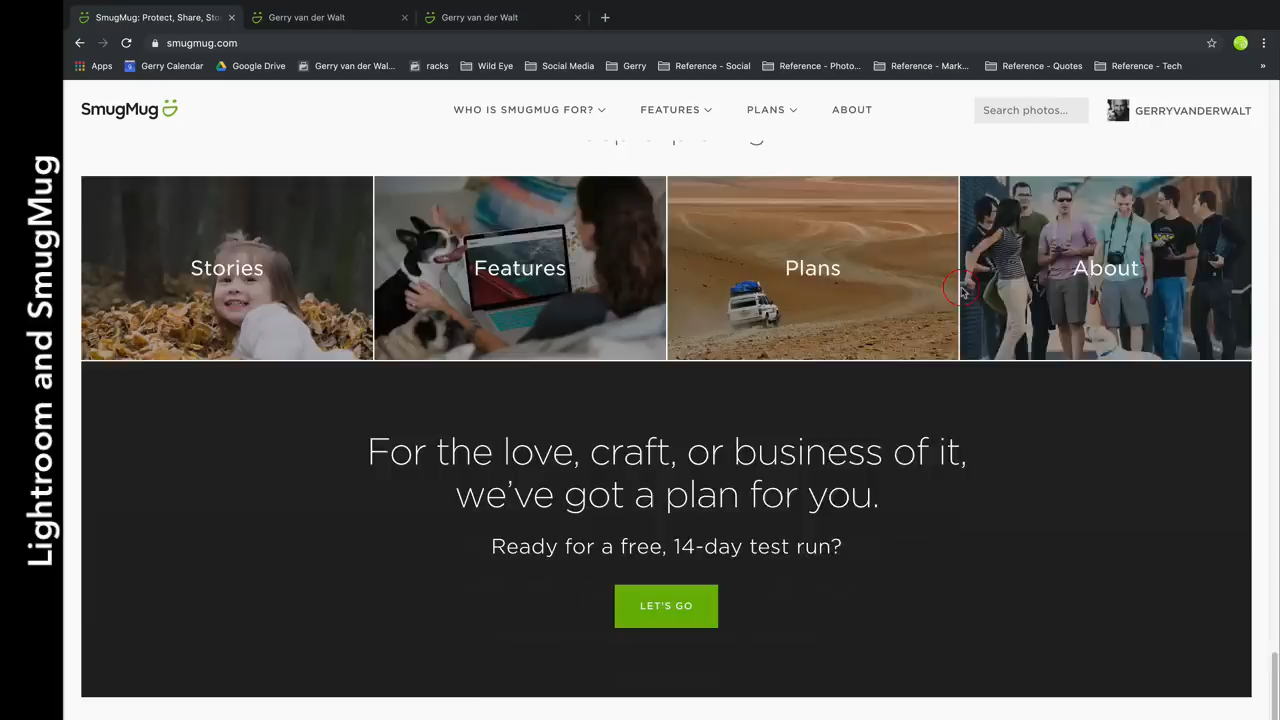 SmugMug: Protect, Share, Sto
Gerry van der Walt
Gerry van der Walt
smugmug.com
Apps
Gerry Calendar
Google Drive
Gerry van der Wal...
racks
Wild Eye
Social Media
Gerry
Reference - Social
Reference - Photo...
Reference - Mark...
Reference - Quotes
Reference - Tech
»
SmugMug
WHO IS SMUGMUG FOR?
FEATURES
PLANS
ABOUT
Search photos...
GERRYVANDERWALT
Stories
Features
Plans
About
For the love, craft, or business of it,
we've got a plan for you.
Ready for a free, 14-day test run?
LET'S GO
Lightroom and SmugMug